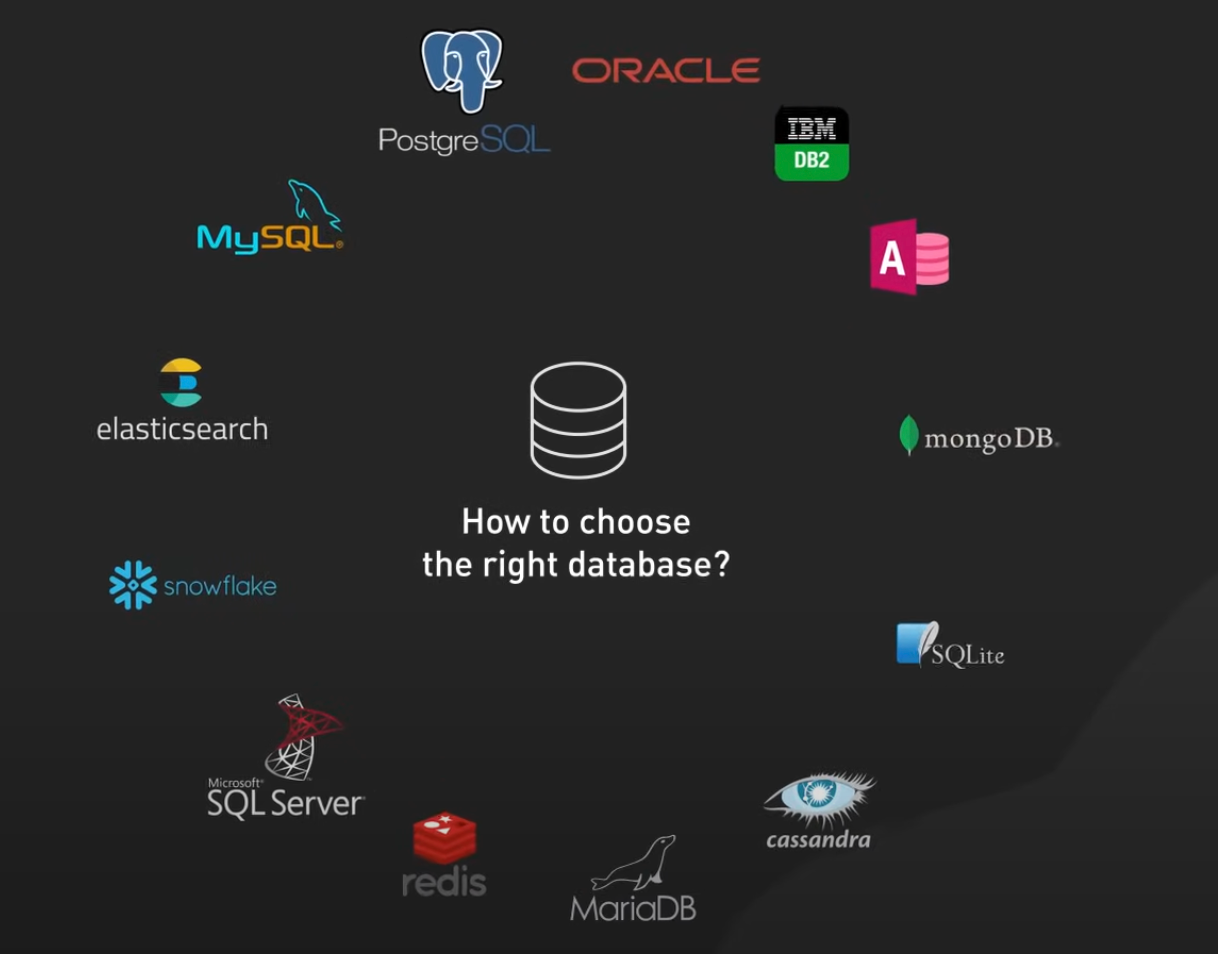 ORACLE
PostgreSQL
IBM
DB2
MySQL®
A
elasticsearch
mongoDB
How to choose
the right database?
snowflake
SQLite
Microsoft®
SQL Server
cassandra
redis
MariaDB